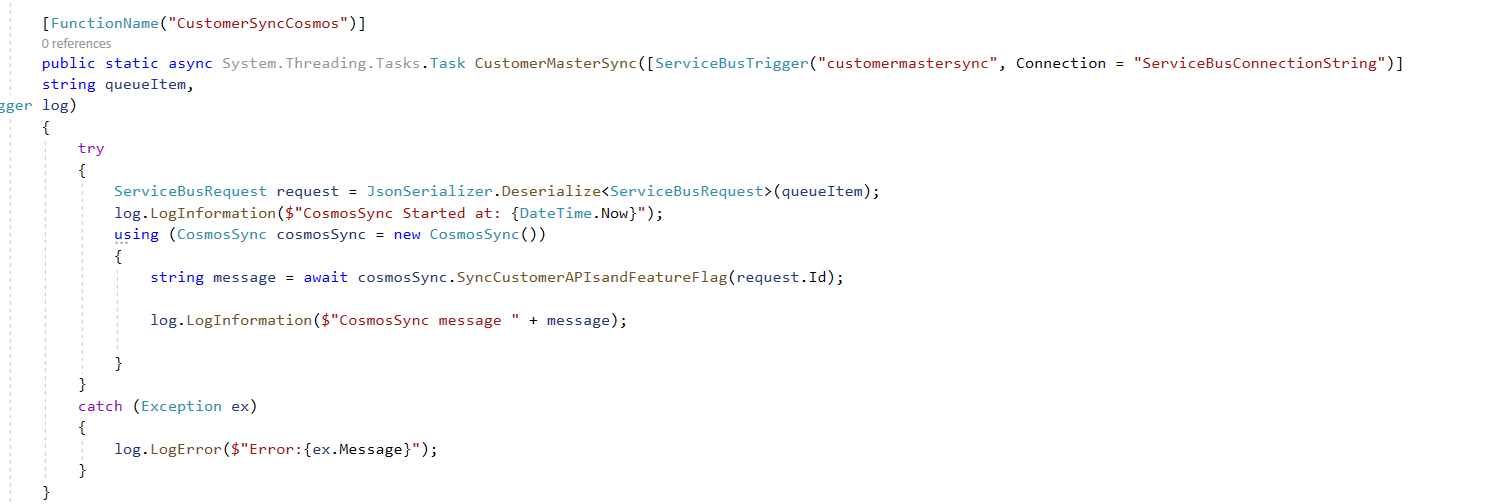 [FunctionName("CustomerSyncCosmos")]
0 references
public static async System.Threading.Tasks.Task CustomerMasterSync([ServiceBusTrigger("customermastersync", Connection = "ServiceBusConnectionString")]
string queueItem,
gger log)
{
try
{
ServiceBusRequest request = JsonSerializer.Deserialize<ServiceBusRequest>(queueItem);
log.LogInformation($"CosmosSync Started at: {DateTime.Now}");
using (CosmosSync cosmosSync = new CosmosSync())
{
string message = await cosmosSync.SyncCustomerAPIsandFeatureFlag(request.Id);
log.LogInformation($"CosmosSync message " + message);
}
}
catch (Exception ex)
{
log.LogError($"Error:{ex.Message}");
}
}